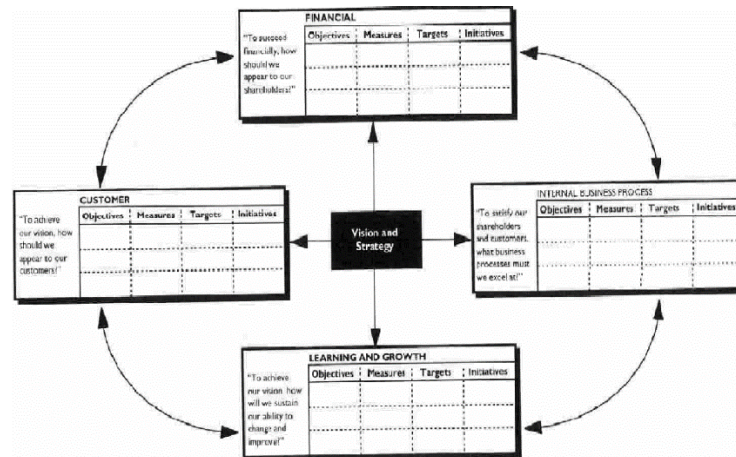 FINANCIAL
"To succeed
financially, how
should we
appear to our
shareholders?"
Objectives Measures Targets Initiatives
CUSTOMER
"To achieve
our vision, how
should we
appear to our
customers?"
Objectives Measures Targets Initiatives
Vision and
Strategy
INTERNAL BUSINESS PROCESS
"To satisfy our
shareholders
and customers,
what business
processes must
we excel at?"
Objectives Measures Targets Initiatives
LEARNING AND GROWTH
"To achieve
our vision, how
will we sustain
our ability to
change and
improve?"
Objectives Measures Targets Initiatives